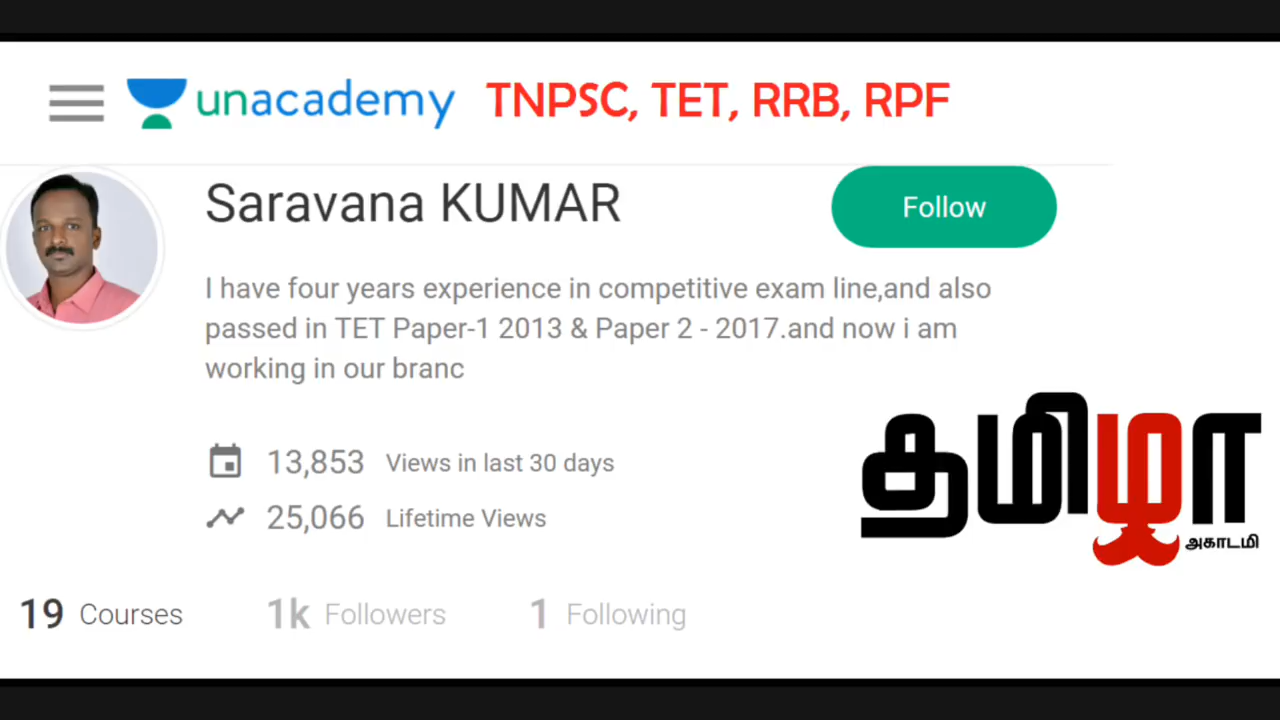 unacademy TNPSC, TET, RRB, RPF
Saravana KUMAR
Follow
I have four years experience in competitive exam line,and also
passed in TET Paper-1 2013 & Paper 2 - 2017.and now i am
working in our branc
13,853 Views in last 30 days
25,066 Lifetime Views
தமிழா
அகாடமி
19 Courses 1k Followers 1 Following